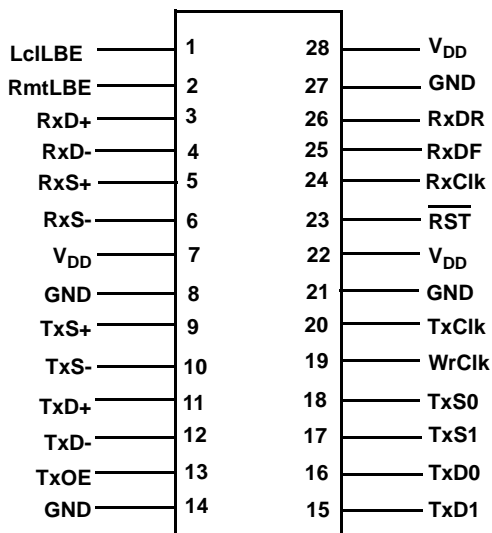 LclLBE 1 28 VDD
RmtLBE 2 27 GND
RxD+ 3 26 RxDR
RxD- 4 25 RxDF
RxS+ 5 24 RxClk
RxS- 6 23 RST
VDD 7 22 VDD
GND 8 21 GND
TxS+ 9 20 TxClk
TxS- 10 19 WrClk
TxD+ 11 18 TxS0
TxD- 12 17 TxS1
TxOE 13 16 TxD0
GND 14 15 TxD1